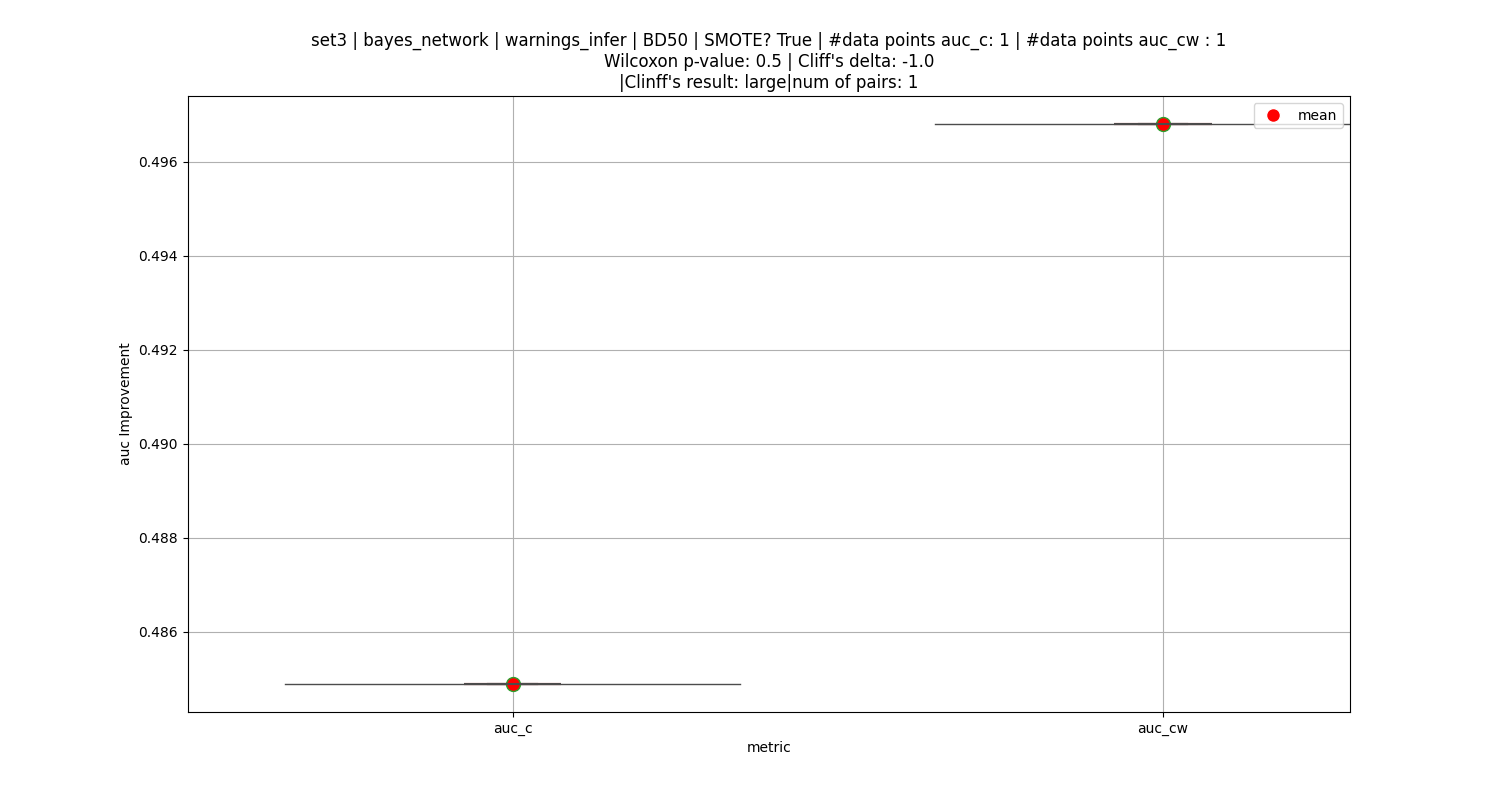 set3 | bayes_network | warnings_infer | BD50 | SMOTE? True | #data points auc_c: 1 | #data points auc_cw : 1
Wilcoxon p-value: 0.5 | Cliff's delta: -1.0
|Clinff's result: large|num of pairs: 1
mean
0.496
0.494
0.492
0.490
0.488
0.486
auc Improvement
auc_c
auc_cw
metric